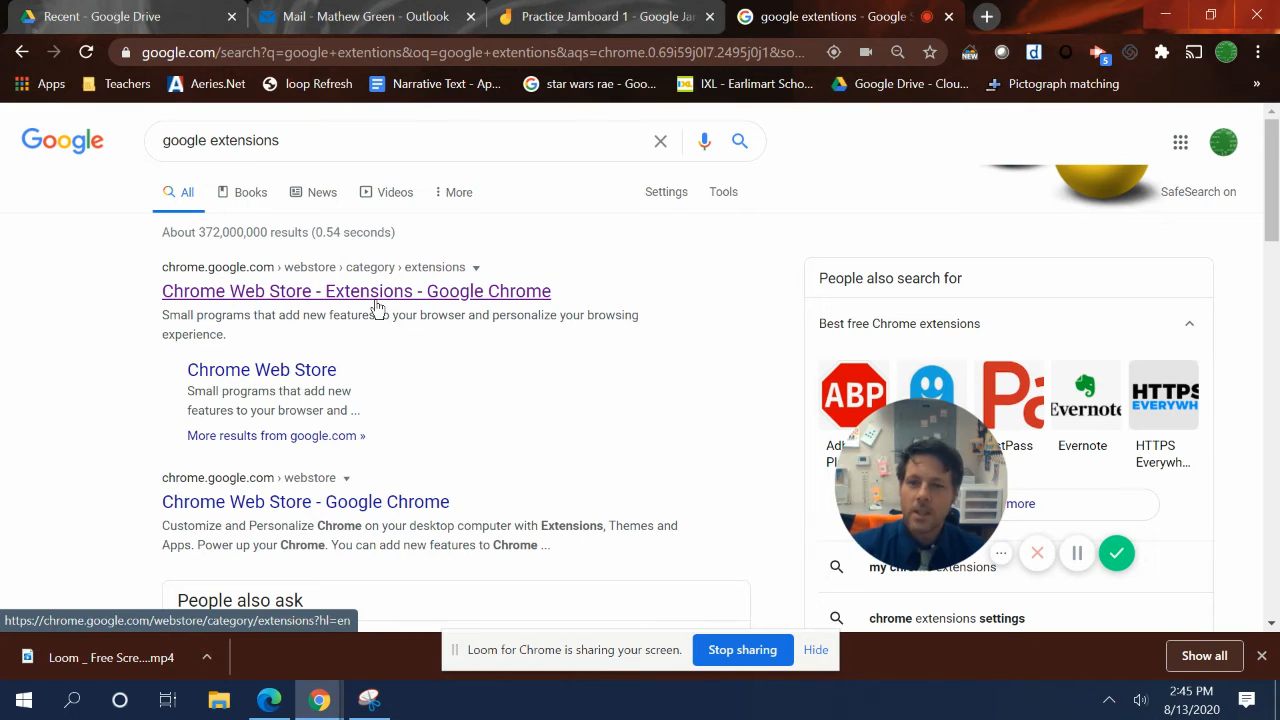 Recent - Google Drive
Mail - Mathew Green - Outlook
Practice Jamboard 1 - Google Jar
google extentions - Google S
google.com/search?q=google+extentions&oq=google+extentions&aqs=chrome.0.69i59j0l7.2495j0j1&so...
NEW
d
5
Apps
Teachers
Aeries.Net
loop Refresh
Narrative Text - Ap...
star wars rae - Goo...
IXL
IXL - Earlimart Scho...
Google Drive - Clou...
Pictograph matching
»
Google
google extensions
All
Books
News
Videos
More
Settings
Tools
SafeSearch on
About 372,000,000 results (0.54 seconds)
chrome.google.com › webstore › category › extensions
Chrome Web Store - Extensions - Google Chrome
Small programs that add new features to your browser and personalize your browsing
experience.
Chrome Web Store
Small programs that add new
features to your browser and ...
More results from google.com »
chrome.google.com › webstore
Chrome Web Store - Google Chrome
Customize and Personalize Chrome on your desktop computer with Extensions, Themes and
Apps. Power up your Chrome. You can add new features to Chrome ...
People also ask
People also search for
Best free Chrome extensions
ABP
Pa
Evernote
HTTPS
EVERYWH
stPass
Evernote
HTTPS
Everywh...
more
my chrome extensions
chrome extensions settings
https://chrome.google.com/webstore/category/extensions?hl=en
Loom _ Free Scre....mp4
Loom for Chrome is sharing your screen.
Stop sharing
Hide
Show all
2:45 PM
8/13/2020